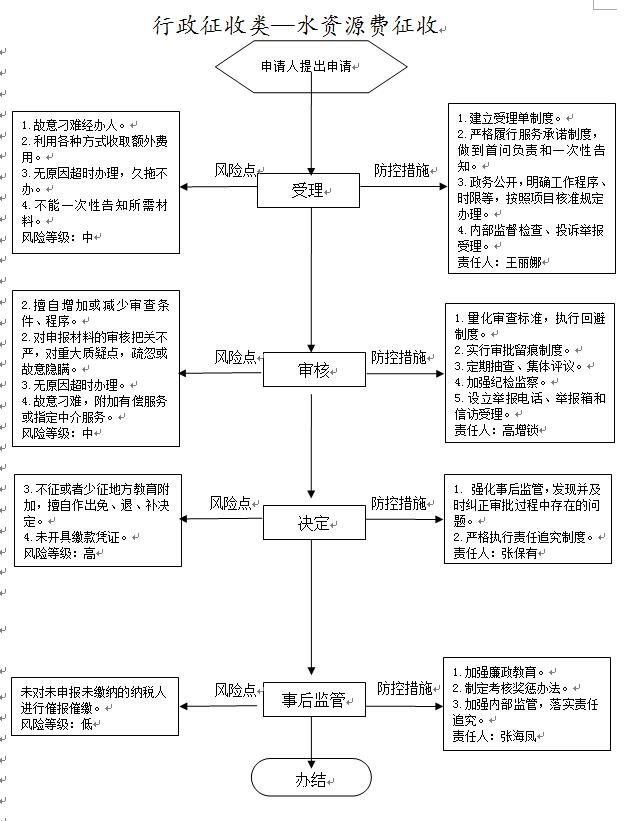 行政征收类—水资源费征收
申请人提出申请
1.故意刁难经办人。
2.利用各种方式收取额外费
用。
3.无原因超时办理，久拖不
办。
4.不能一次性告知所需材
料。
风险等级：中
风险点
受理
防控措施
1.建立受理单制度。
2.严格履行服务承诺制度，
做到首问负责和一次性告
知。
3.政务公开，明确工作程序、
时限等，按照项目核准规定
办理。
4.内部监督检查、投诉举报
受理。
责任人：王丽娜
2.擅自增加或减少审查条
件、程序。
2.对申报材料的审核把关不
严，对重大质疑点，疏忽或
故意隐瞒。
3.无原因超时办理。
4.故意刁难，附加有偿服务
或指定中介服务。
风险等级：中
风险点
审核
防控措施
1.量化审查标准，执行回避
制度。
2.实行审批留痕制度。
3.定期抽查、集体评议。
4.加强纪检监察。
5.设立举报电话、举报箱和
信访受理。
责任人：高增锁
3.不征或者少征地方教育附
加，擅自作出免、退、补决
定。
4.未开具缴款凭证。
风险等级：高
风险点
决定
防控措施
1. 强化事后监管，发现并及
时纠正审批过程中存在的问
题。
2.严格执行责任追究制度。
责任人：张保有
未对未申报未缴纳的纳税人
进行催报催缴。
风险等级：低
风险点
事后监管
防控措施
1.加强廉政教育。
2.制定考核奖惩办法。
3.加强内部监管，落实责任
追究。
责任人：张海凤
办结